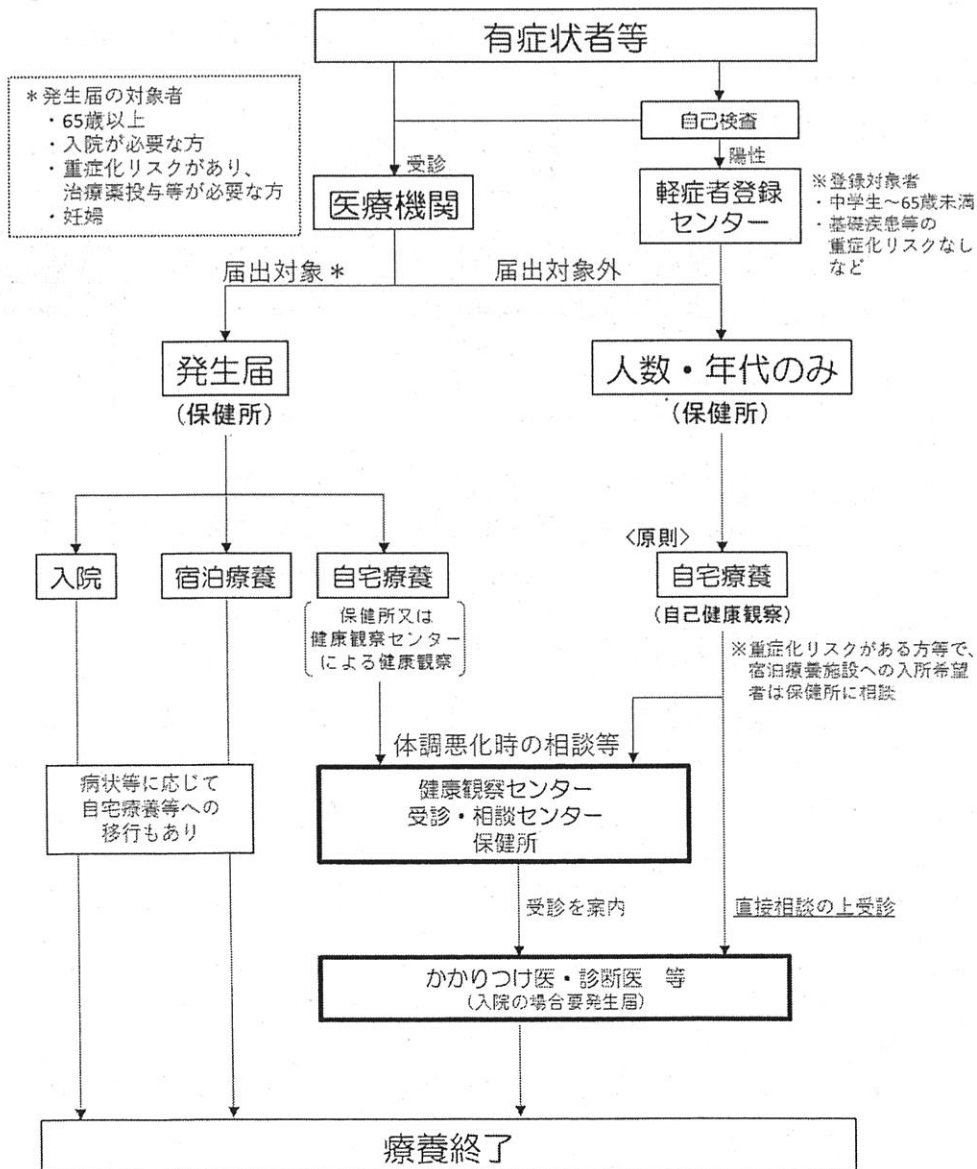 有症状者等
＊発生届の対象者
・65歳以上
・入院が必要な方
・重症化リスクがあり、
治療薬投与等が必要な方
・妊婦
自己検査
受診
陽性
医療機関
軽症者登録
センター
※登録対象者
・中学生～65歳未満
・基礎疾患等の
重症化リスクなし
など
届出対象＊
届出対象外
発生届
（保健所）
人数・年代のみ
（保健所）
入院
宿泊療養
自宅療養
保健所又は
健康観察センター
による健康観察
〈原則〉
自宅療養
（自己健康観察）
※重症化リスクがある方等で、
宿泊療養施設への入所希望
者は保健所に相談
体調悪化時の相談等
病状等に応じて
自宅療養等への
移行もあり
健康観察センター
受診・相談センター
保健所
受診を案内
直接相談の上受診
かかりつけ医・診断医　等
（入院の場合要発生届）
療養終了